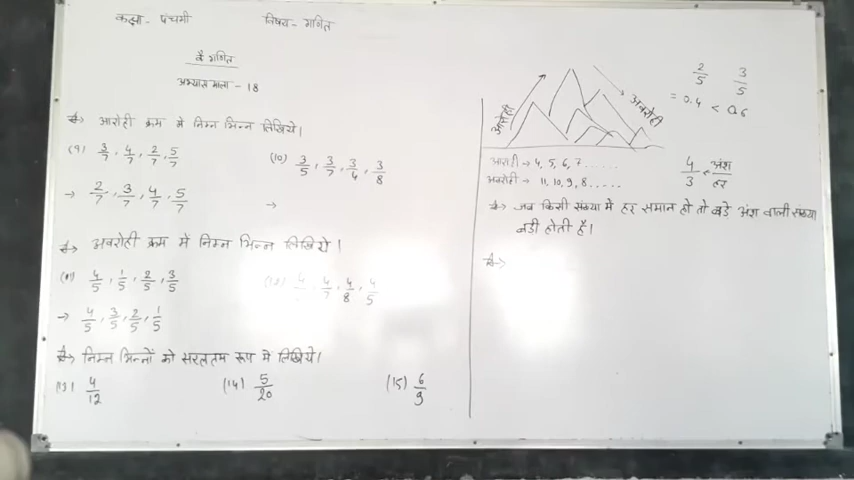 कक्षा - पंचमी विषय - गणित
वै. गणित
अभ्यासमाला - 18
प्र→ आरोही क्रम में निम्न भिन्न लिखिये।
(9) 3/7, 4/7, 2/7, 5/7 (10) 3/5, 3/7, 3/4, 3/8
→ 2/7, 3/7, 4/7, 5/7 →
प्र→ अवरोही क्रम में निम्न भिन्न लिखिये।
(11) 4/5, 1/5, 2/5, 3/5 (12) 4/7, 4/8, 4/5
→ 4/5, 3/5, 2/5, 1/5
प्र→ निम्न भिन्नों को सरलतम रूप में लिखिये।
(13) 4/12 (14) 5/20 (15) 6/9
आरोही अवरोही
2/5 3/5
= 0.4 < 0.6
आरोही → 4, 5, 6, 7 ......
अवरोही → 11, 10, 9, 8 ......
4/3 अंश/हर
→ जब किसी संख्या में हर समान हो तो बडे अंश वाली संख्या
बडी होती है।